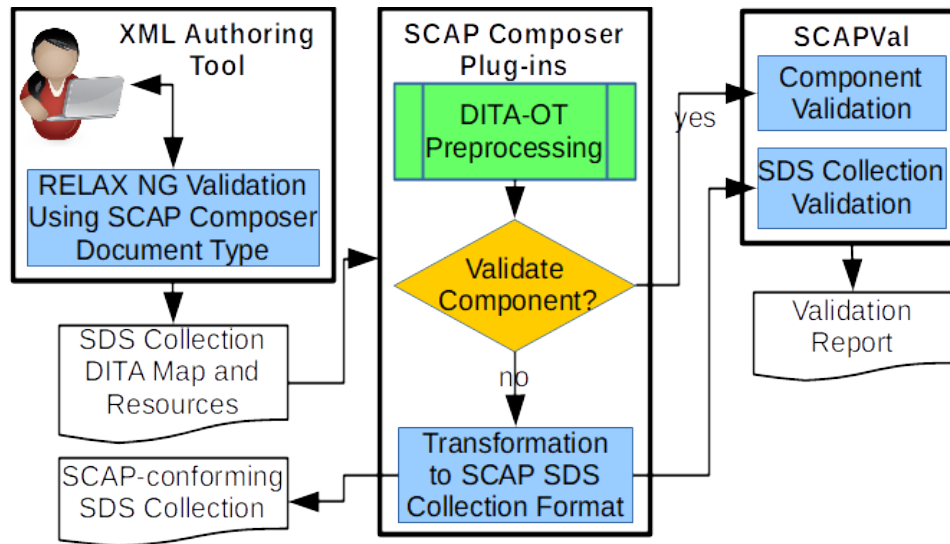 XML Authoring
Tool
RELAX NG Validation
Using SCAP Composer
Document Type
SDS Collection
DITA Map and
Resources
SCAP-conforming
SDS Collection
SCAP Composer
Plug-ins
DITA-OT
Preprocessing
Validate
Component?
yes
no
Transformation
to SCAP SDS
Collection Format
SCAPVal
Component
Validation
SDS Collection
Validation
Validation
Report